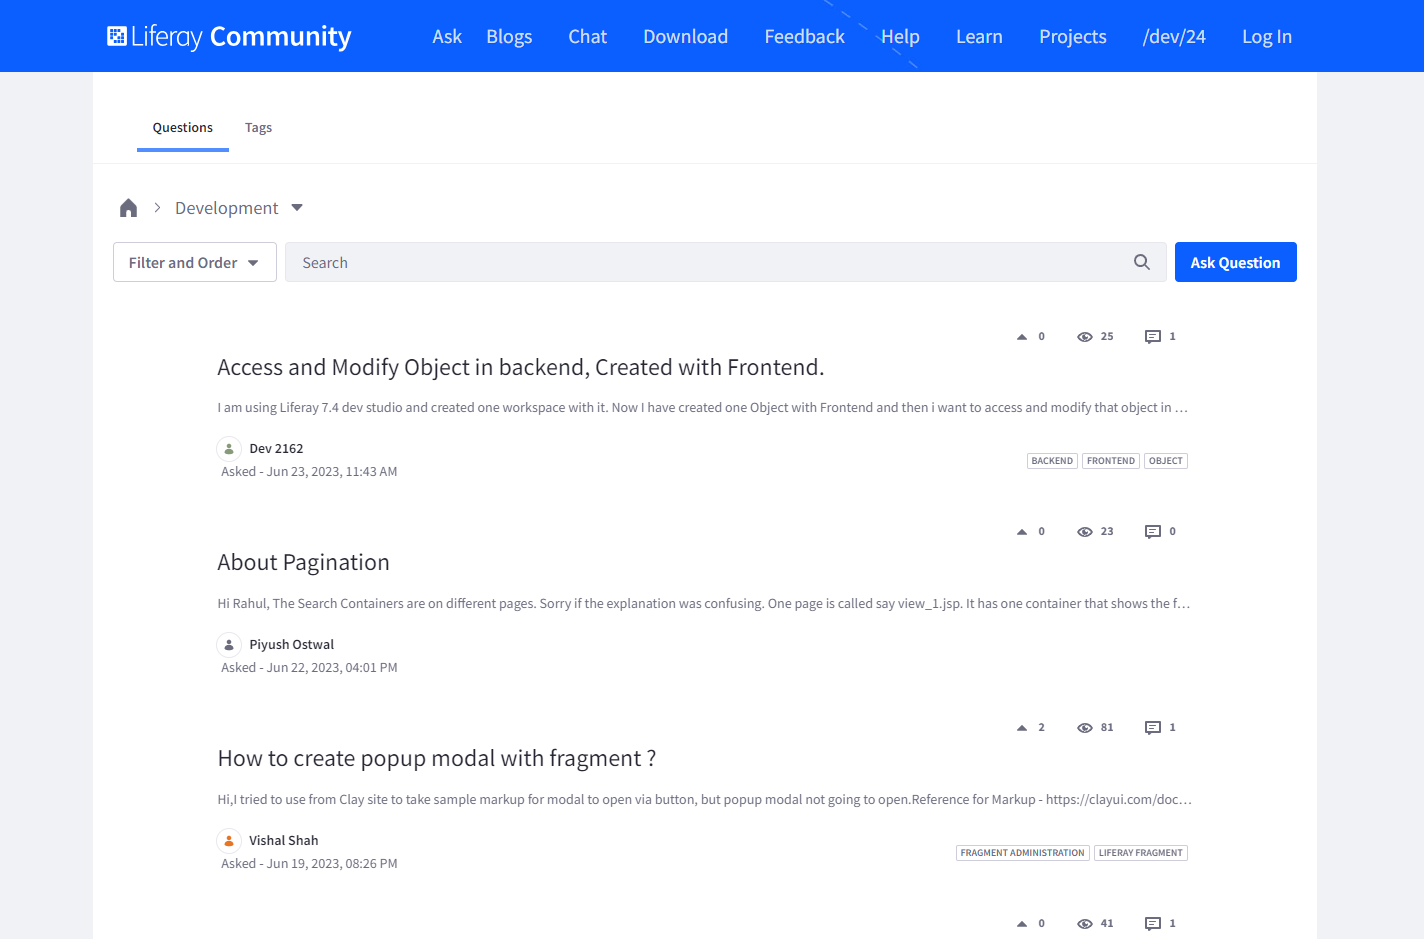 Liferay Community Ask Blogs Chat Download Feedback Help Learn Projects /dev/24 Log In
Questions Tags
Development
Filter and Order Search Ask Question
0 25 1
Access and Modify Object in backend, Created with Frontend.
I am using Liferay 7.4 dev studio and created one workspace with it. Now I have created one Object with Frontend and then i want to access and modify that object in …
Dev 2162
Asked - Jun 23, 2023, 11:43 AM
BACKEND FRONTEND OBJECT
0 23 0
About Pagination
Hi Rahul, The Search Containers are on different pages. Sorry if the explanation was confusing. One page is called say view_1.jsp. It has one container that shows the f…
Piyush Ostwal
Asked - Jun 22, 2023, 04:01 PM
2 81 1
How to create popup modal with fragment ?
Hi,I tried to use from Clay site to take sample markup for modal to open via button, but popup modal not going to open.Reference for Markup - https://clayui.com/doc…
Vishal Shah
Asked - Jun 19, 2023, 08:26 PM
FRAGMENT ADMINISTRATION LIFERAY FRAGMENT
0 41 1